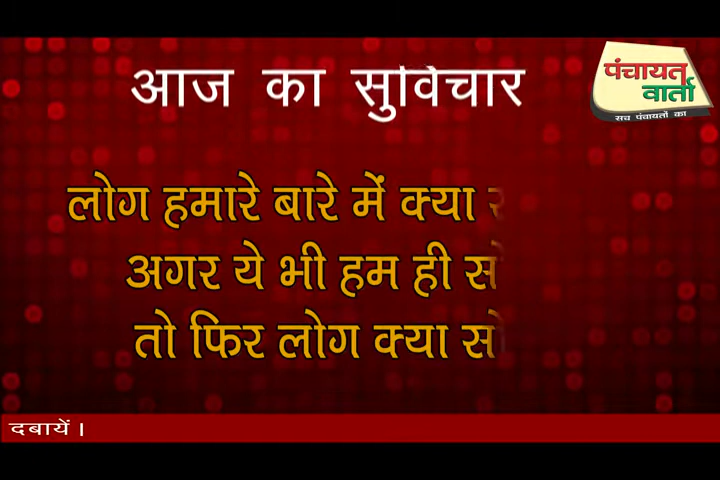 आज का सुविचार
पंचायत
वार्ता
सच पंचायतों का
लोग हमारे बारे में क्या
अगर ये भी हम ही
तो फिर लोग क्या
दबायें ।